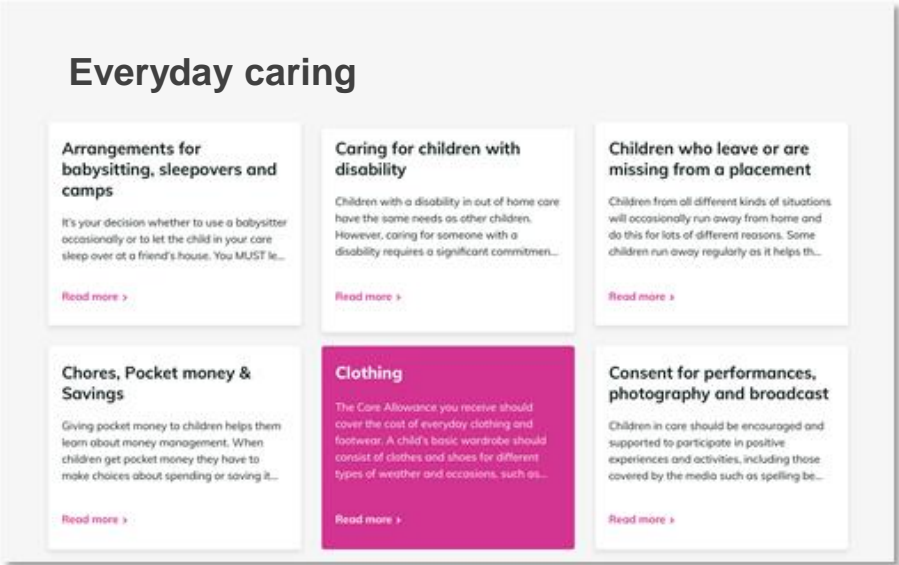 Everyday caring
Arrangements for
babysitting, sleepovers and
camps
It's your decision whether to use a babysitter
occasionally or to let the child in your care
sleep over at a friend's house. You MUST le...
Read more >
Caring for children with
disability
Children with a disability in out of home care
have the same needs as other children.
However, caring for someone with a
disability requires a significant commitmen...
Read more >
Children who leave or are
missing from a placement
Children from all different kinds of situations
will occasionally run away from home and
do this for lots of different reasons. Some
children run away regularly as it helps th...
Read more >
Chores, Pocket money &
Savings
Giving pocket money to children helps them
learn about money management. When
children get pocket money they have to
make choices about spending or saving it...
Read more >
Clothing
The Care Allowance you receive should
cover the cost of everyday clothing and
footwear. A child's basic wardrobe should
consist of clothes and shoes for different
types of weather and occasions, such as...
Read more >
Consent for performances,
photography and broadcast
Children in care should be encouraged and
supported to participate in positive
experiences and activities, including those
covered by the media such as spelling be...
Read more >